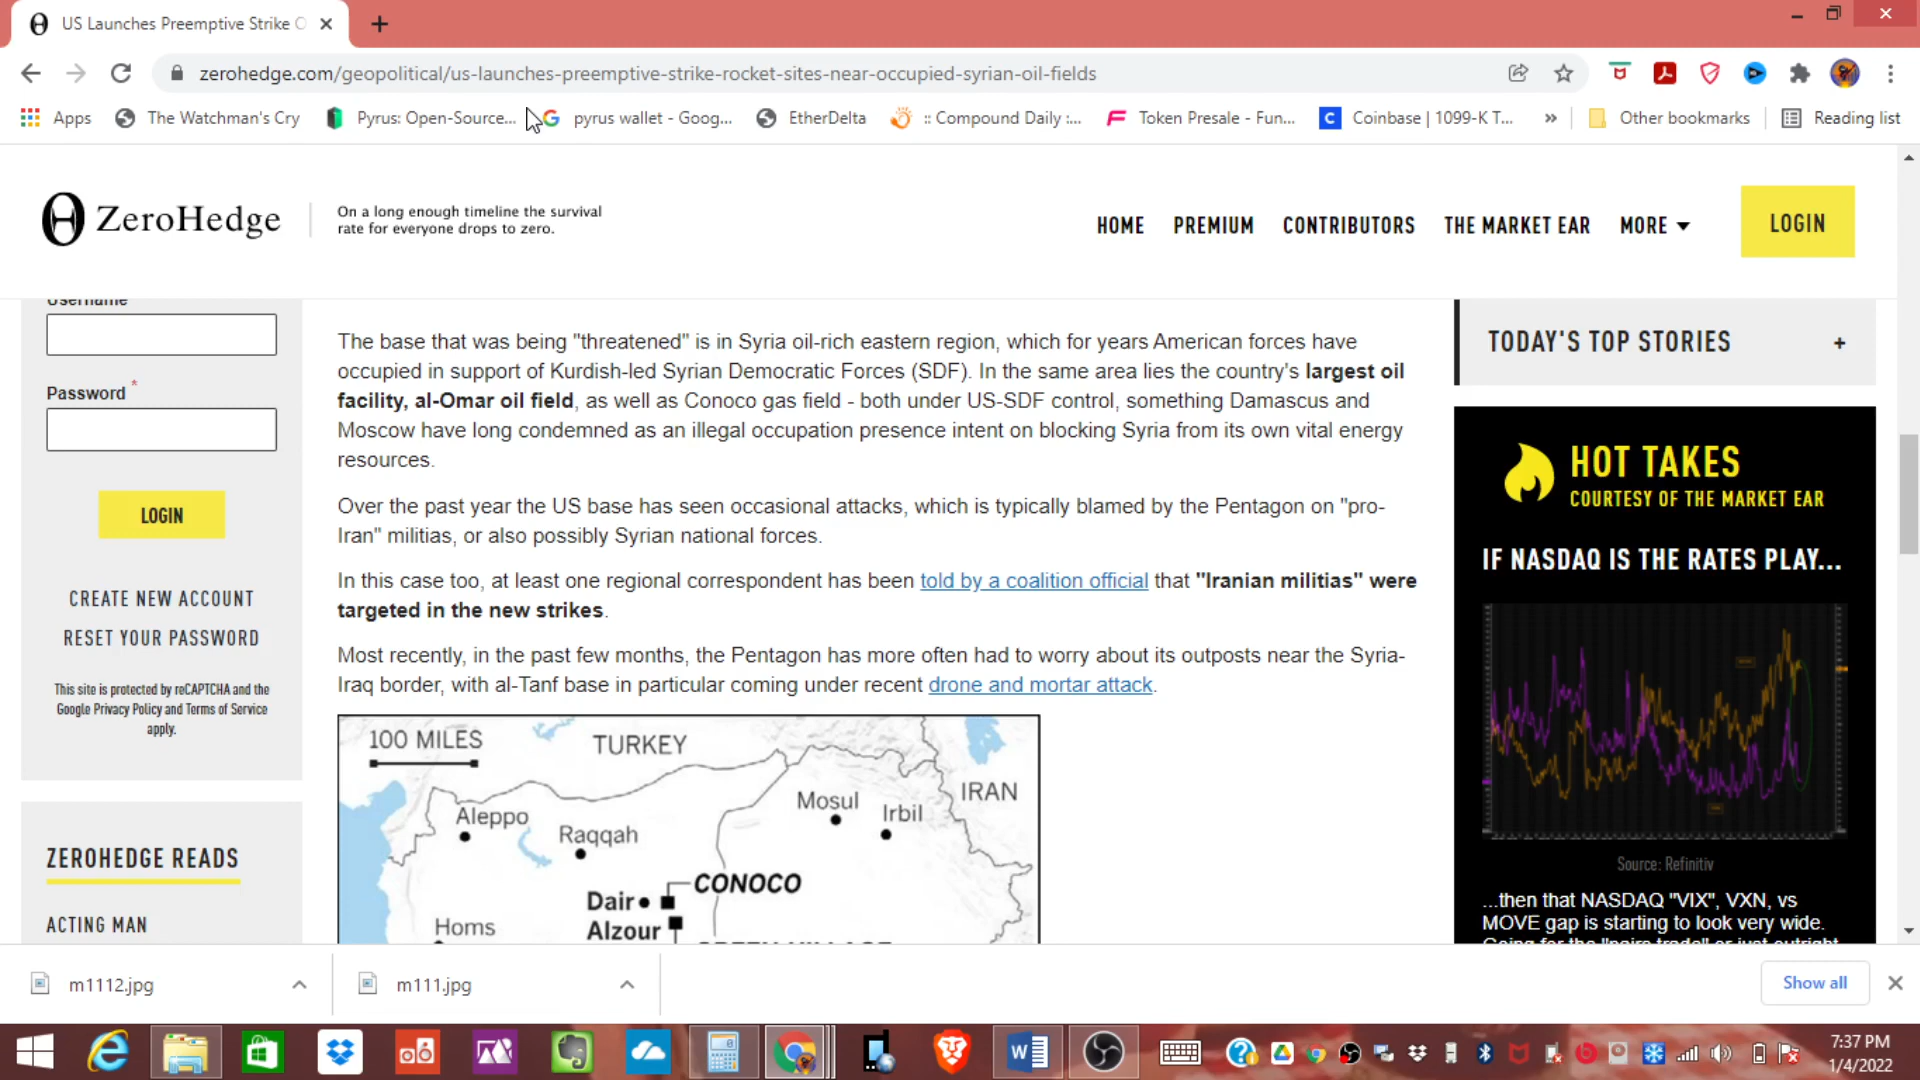 US Launches Preemptive Strike O
zerohedge.com/geopolitical/us-launches-preemptive-strike-rocket-sites-near-occupied-syrian-oil-fields
Apps The Watchman's Cry Pyrus: Open-Source... pyrus wallet - Goog... EtherDelta :: Compound Daily :... Token Presale - Fun... Coinbase | 1099-K T... » Other bookmarks Reading list
ZeroHedge
On a long enough timeline the survival
rate for everyone drops to zero.
HOME PREMIUM CONTRIBUTORS THE MARKET EAR MORE LOGIN
Username
Password *
LOGIN
CREATE NEW ACCOUNT
RESET YOUR PASSWORD
This site is protected by reCAPTCHA and the
Google Privacy Policy and Terms of Service
apply.
ZEROHEDGE READS
ACTING MAN
The base that was being "threatened" is in Syria oil-rich eastern region, which for years American forces have
occupied in support of Kurdish-led Syrian Democratic Forces (SDF). In the same area lies the country's largest oil
facility, al-Omar oil field, as well as Conoco gas field - both under US-SDF control, something Damascus and
Moscow have long condemned as an illegal occupation presence intent on blocking Syria from its own vital energy
resources.
Over the past year the US base has seen occasional attacks, which is typically blamed by the Pentagon on "pro-
Iran" militias, or also possibly Syrian national forces.
In this case too, at least one regional correspondent has been told by a coalition official that "Iranian militias" were
targeted in the new strikes.
Most recently, in the past few months, the Pentagon has more often had to worry about its outposts near the Syria-
Iraq border, with al-Tanf base in particular coming under recent drone and mortar attack.
100 MILES
TURKEY
IRAN
Mosul
Irbil
Aleppo
Raqqah
CONOCO
Dair
Alzour
Homs
GREEN VILLAGE
TODAY'S TOP STORIES +
HOT TAKES
COURTESY OF THE MARKET EAR
IF NASDAQ IS THE RATES PLAY...
Source: Refinitiv
...then that NASDAQ "VIX", VXN, vs
MOVE gap is starting to look very wide.
Going for the "pairs trade" or just outright
m1112.jpg
m111.jpg
Show all
7:37 PM
1/4/2022